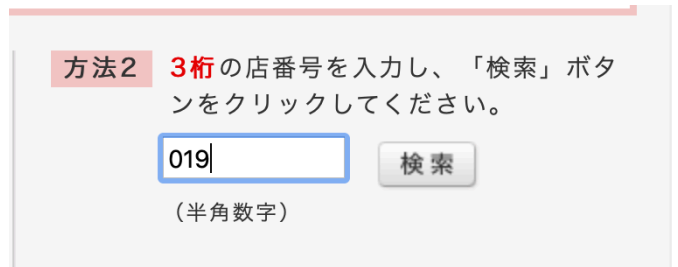 方法2 3桁の店番号を入力し、「検索」ボタ
ンをクリックしてください。
019 検索
（半角数字）